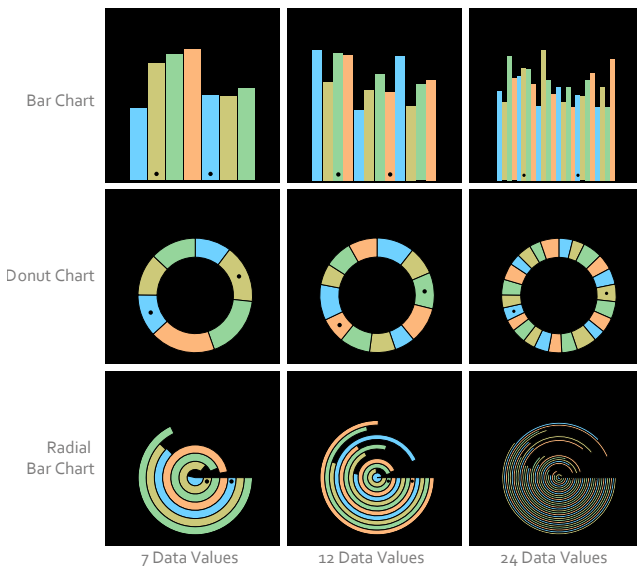 Bar Chart
Donut Chart
Radial
Bar Chart
7 Data Values
12 Data Values
24 Data Values